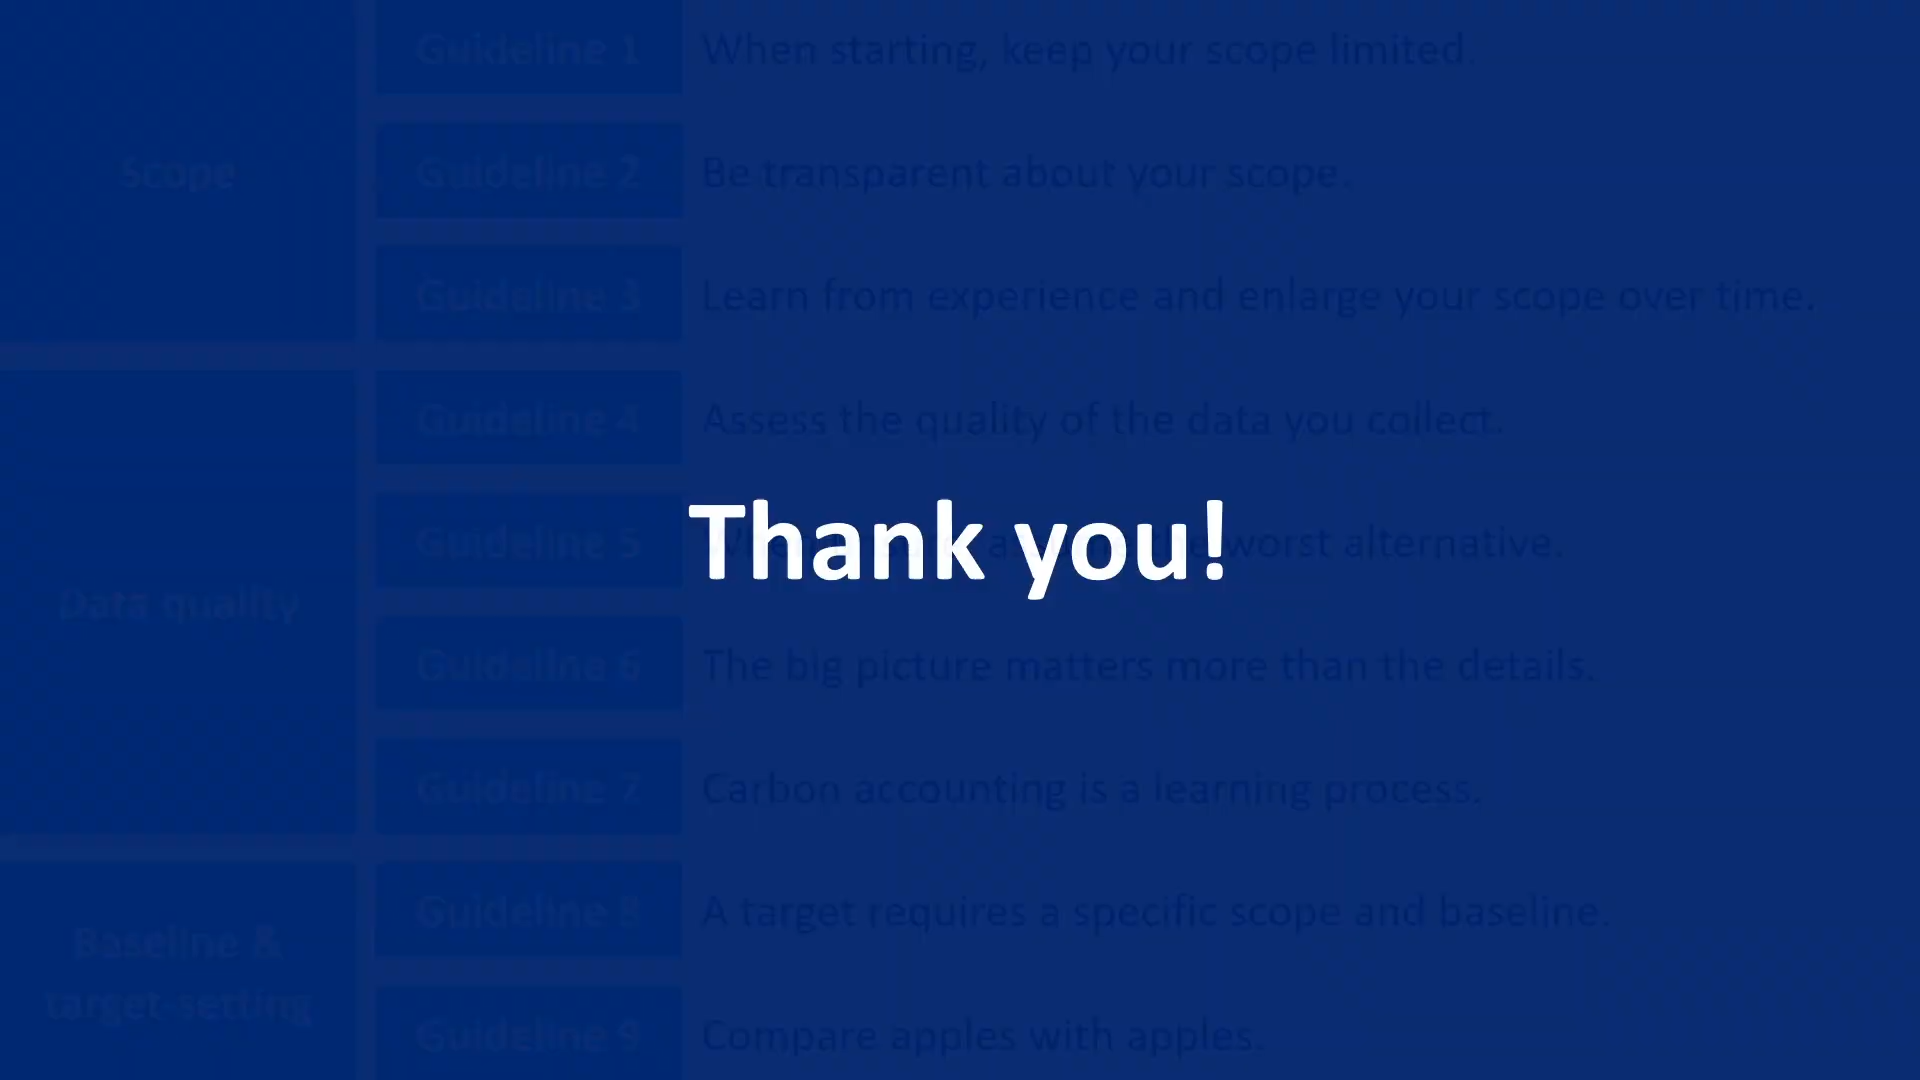 Scope
Guideline 1
When starting, keep your scope limited.
Guideline 2
Be transparent about your scope.
Guideline 3
Learn from experience and enlarge your scope over time.
Data quality
Guideline 4
Assess the quality of the data you collect.
Guideline 5
worst alternative.
Thank you!
Guideline 6
The big picture matters more than the details.
Guideline 7
Carbon accounting is a learning process.
Baseline &
target-setting
Guideline 8
A target requires a specific scope and baseline.
Guideline 9
Compare apples with apples.